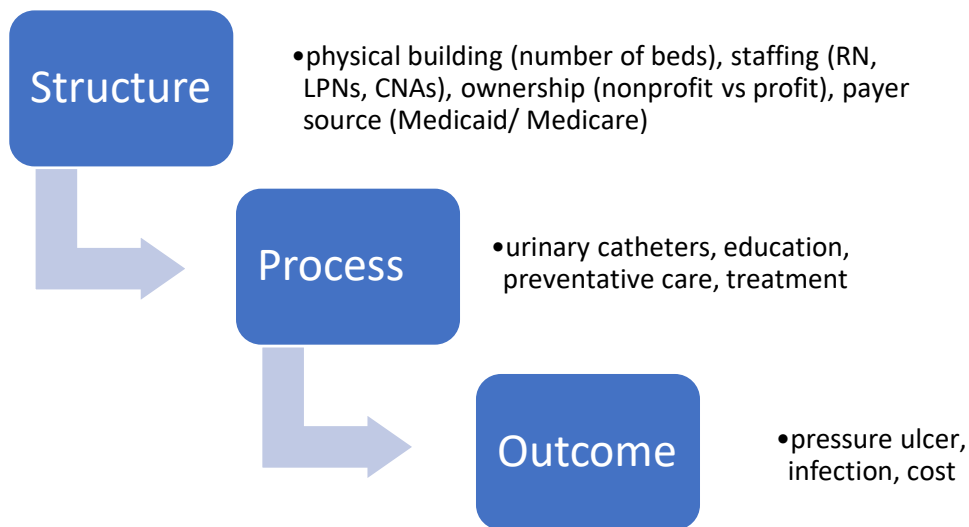 Structure
•physical building (number of beds), staffing (RN,
LPNs, CNAs), ownership (nonprofit vs profit), payer
source (Medicaid/ Medicare)
Process
•urinary catheters, education,
preventative care, treatment
Outcome
•pressure ulcer,
infection, cost